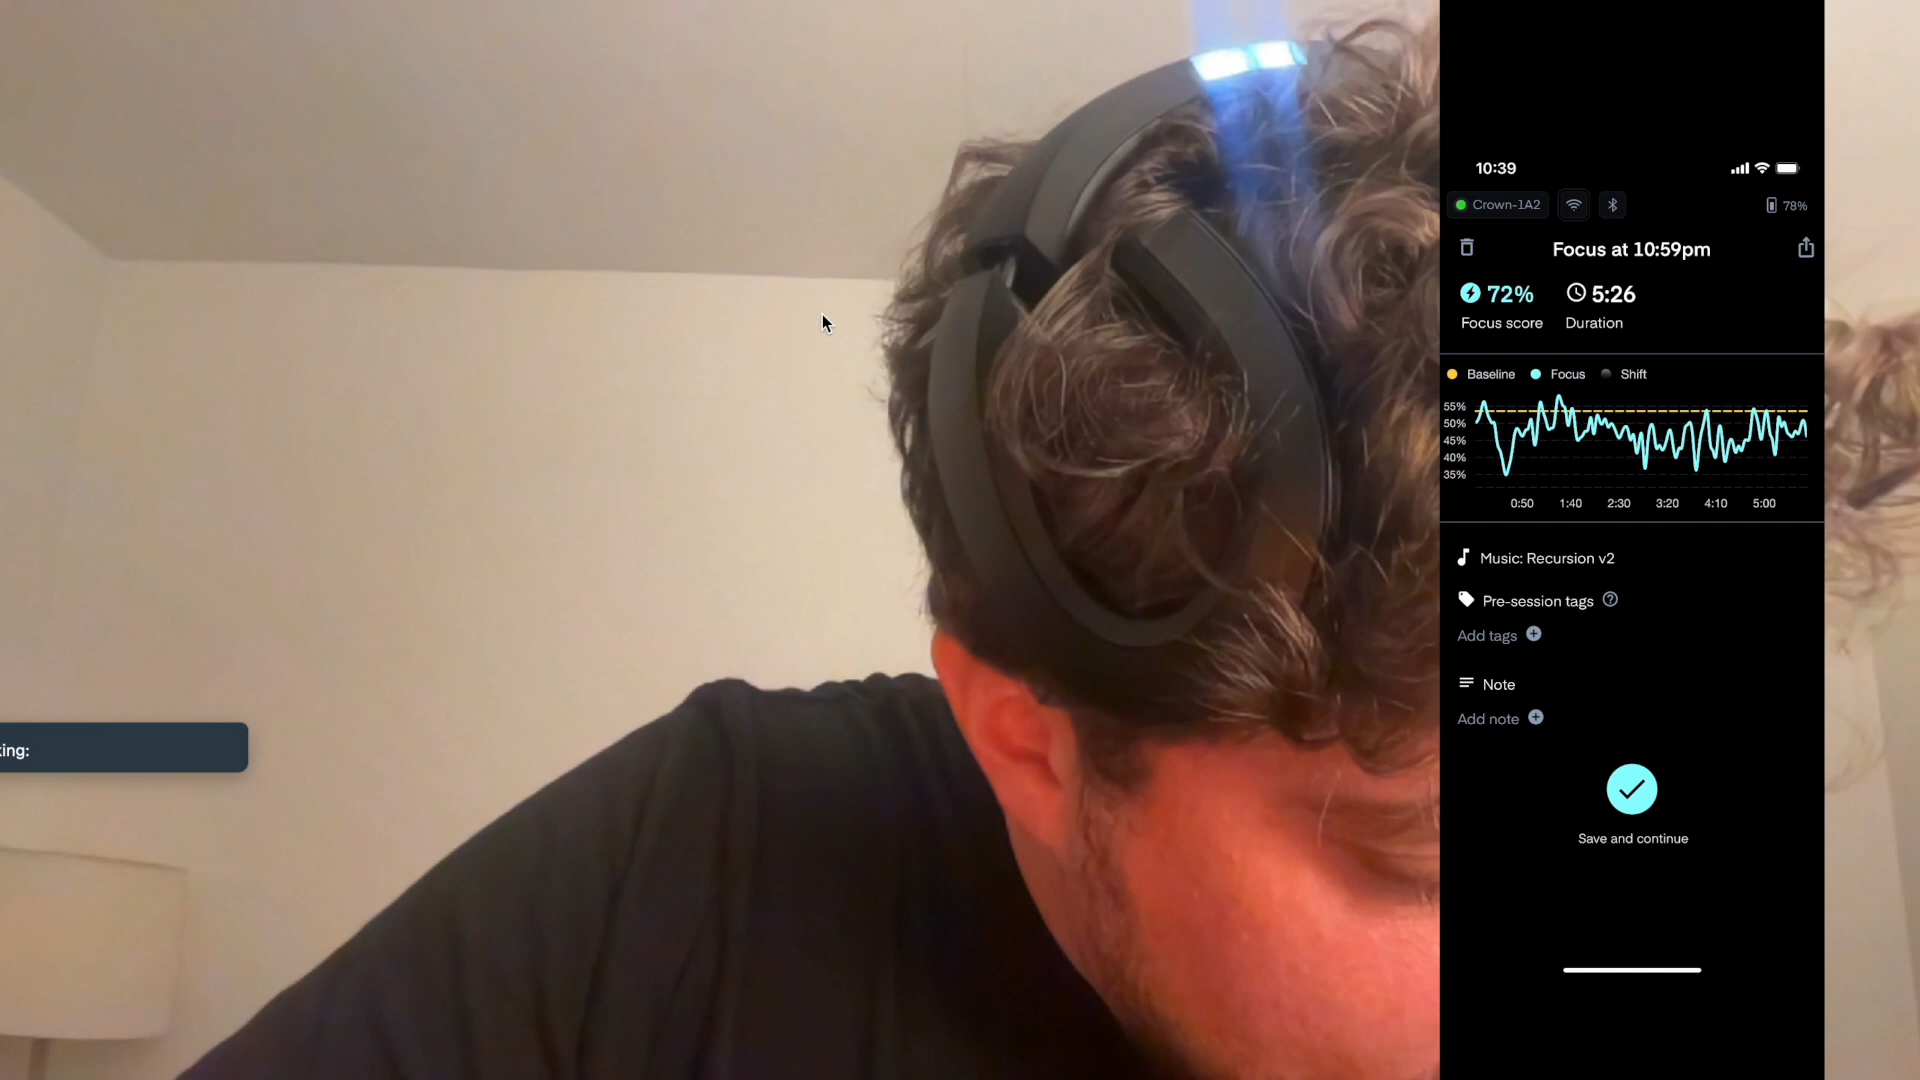 king:
10:39
Crown-1A2
78%
Focus at 10:59pm
72%
5:26
Focus score
Duration
Baseline
Focus
Shift
55%
50%
45%
40%
35%
0:50 1:40 2:30 3:20 4:10 5:00
Music: Recursion v2
Pre-session tags
Add tags
Note
Add note
Save and continue